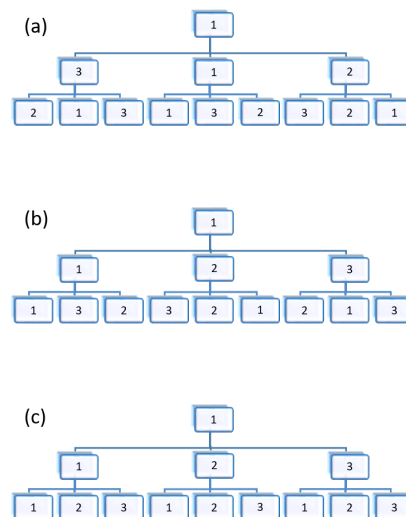 (a)
1
3 1 2
2 1 3 1 3 2 3 2 1
(b)
1
1 2 3
1 3 2 3 2 1 2 1 3
(c)
1
1 2 3
1 2 3 1 2 3 1 2 3